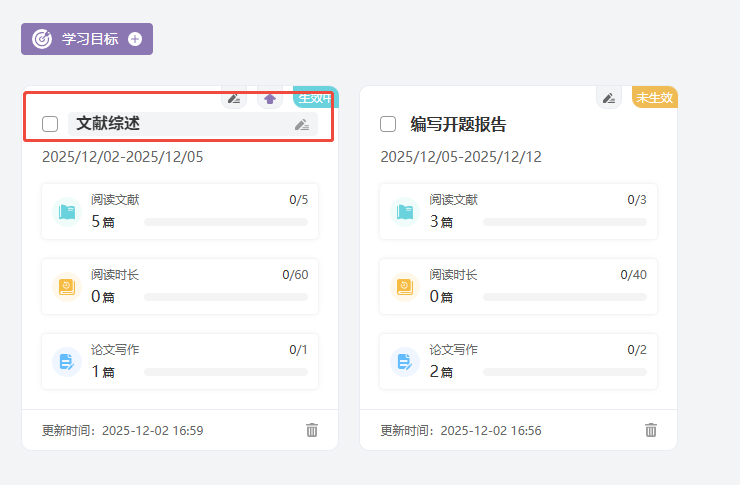 学习目标
生效中
文献综述
2025/12/02-2025/12/05
阅读文献
0/5
5篇
阅读时长
0/60
0篇
论文写作
0/1
1篇
更新时间：2025-12-02 16:59
未生效
编写开题报告
2025/12/05-2025/12/12
阅读文献
0/3
3篇
阅读时长
0/40
0篇
论文写作
0/2
2篇
更新时间：2025-12-02 16:56